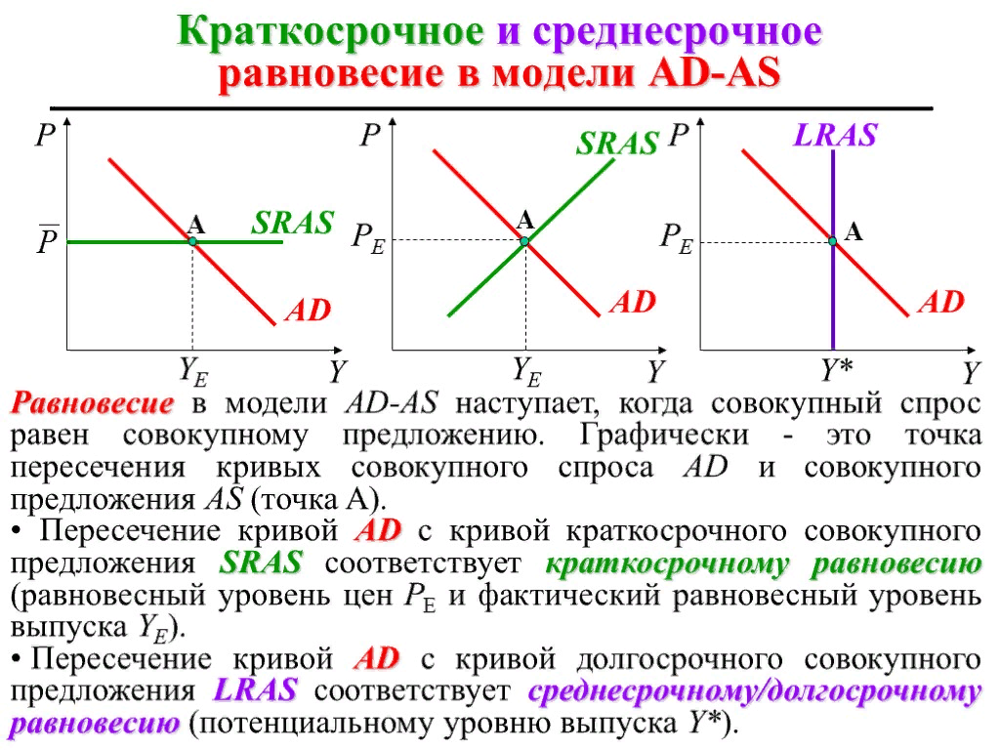 Краткосрочное и среднесрочное
равновесие в модели AD-AS
P
P̅
A
SRAS
AD
Y_E
Y
P
P_E
A
SRAS
AD
Y_E
Y
P
P_E
LRAS
A
AD
Y*
Y
Равновесие в модели AD-AS наступает, когда совокупный спрос
равен совокупному предложению. Графически - это точка
пересечения кривых совокупного спроса AD и совокупного
предложения AS (точка А).
• Пересечение кривой AD с кривой краткосрочного совокупного
предложения SRAS соответствует краткосрочному равновесию
(равновесный уровень цен P_E и фактический равновесный уровень
выпуска Y_E).
• Пересечение кривой AD с кривой долгосрочного совокупного
предложения LRAS соответствует среднесрочному/долгосрочному
равновесию (потенциальному уровню выпуска Y*).